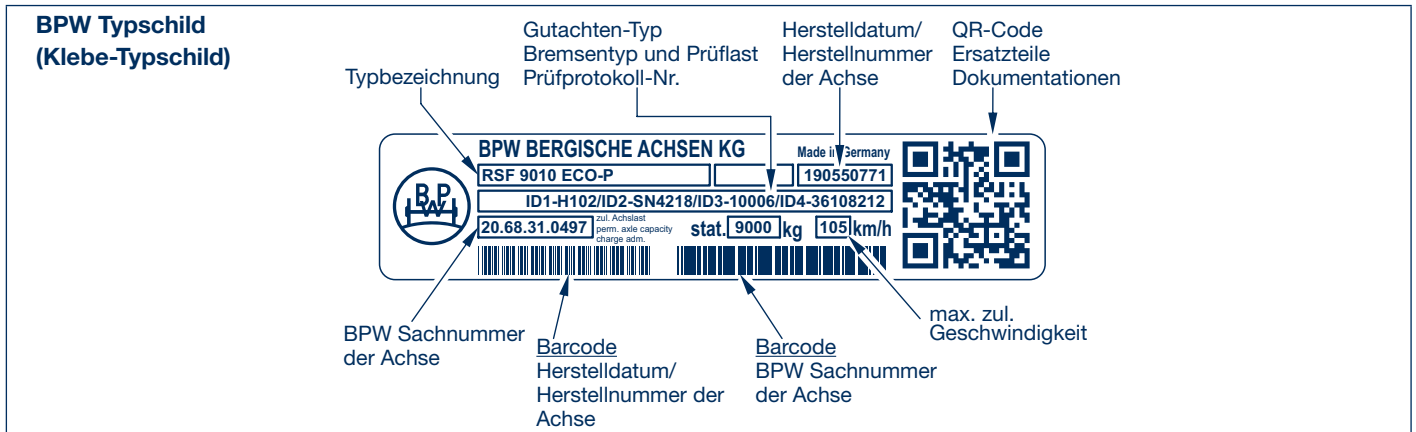 BPW Typschild
(Klebe-Typschild)
Typbezeichnung
Gutachten-Typ
Bremsentyp und Prüflast
Prüfprotokoll-Nr.
Herstelldatum/
Herstellnummer
der Achse
QR-Code
Ersatzteile
Dokumentationen
BPW
BPW BERGISCHE ACHSEN KG
Made in Germany
RSF 9010 ECO-P
190550771
ID1-H102/ID2-SN4218/ID3-10006/ID4-36108212
20.68.31.0497
zul. Achslast
perm. axle capacity
charge adm.
stat. 9000 kg
105 km/h
BPW Sachnummer
der Achse
Barcode
Herstelldatum/
Herstellnummer der
Achse
Barcode
BPW Sachnummer
der Achse
max. zul.
Geschwindigkeit